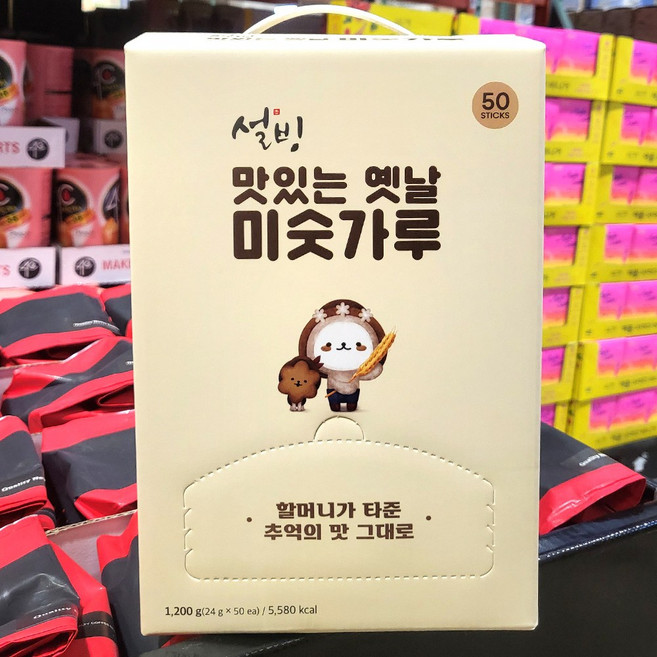 설빙
50
STICKS
맛있는 옛날
미숫가루
할머니가 타준
추억의 맛 그대로
1,200 g(24 g × 50 ea) / 5,580 kcal